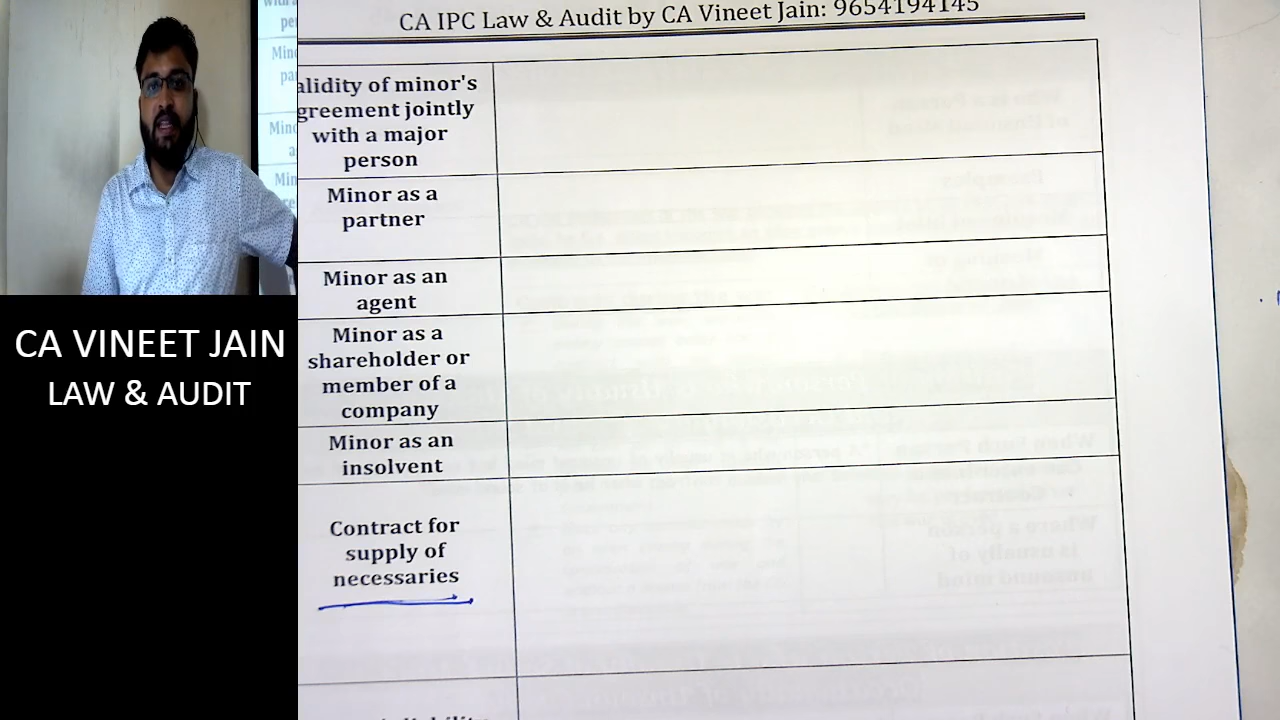 CA IPC Law & Audit by CA Vineet Jain: 9654194145
alidity of minor's
greement jointly
with a major
person
Minor as a
partner
Minor as an
agent
Minor as a
shareholder or
member of a
company
Minor as an
insolvent
Contract for
supply of
necessaries
CA VINEET JAIN
LAW & AUDIT